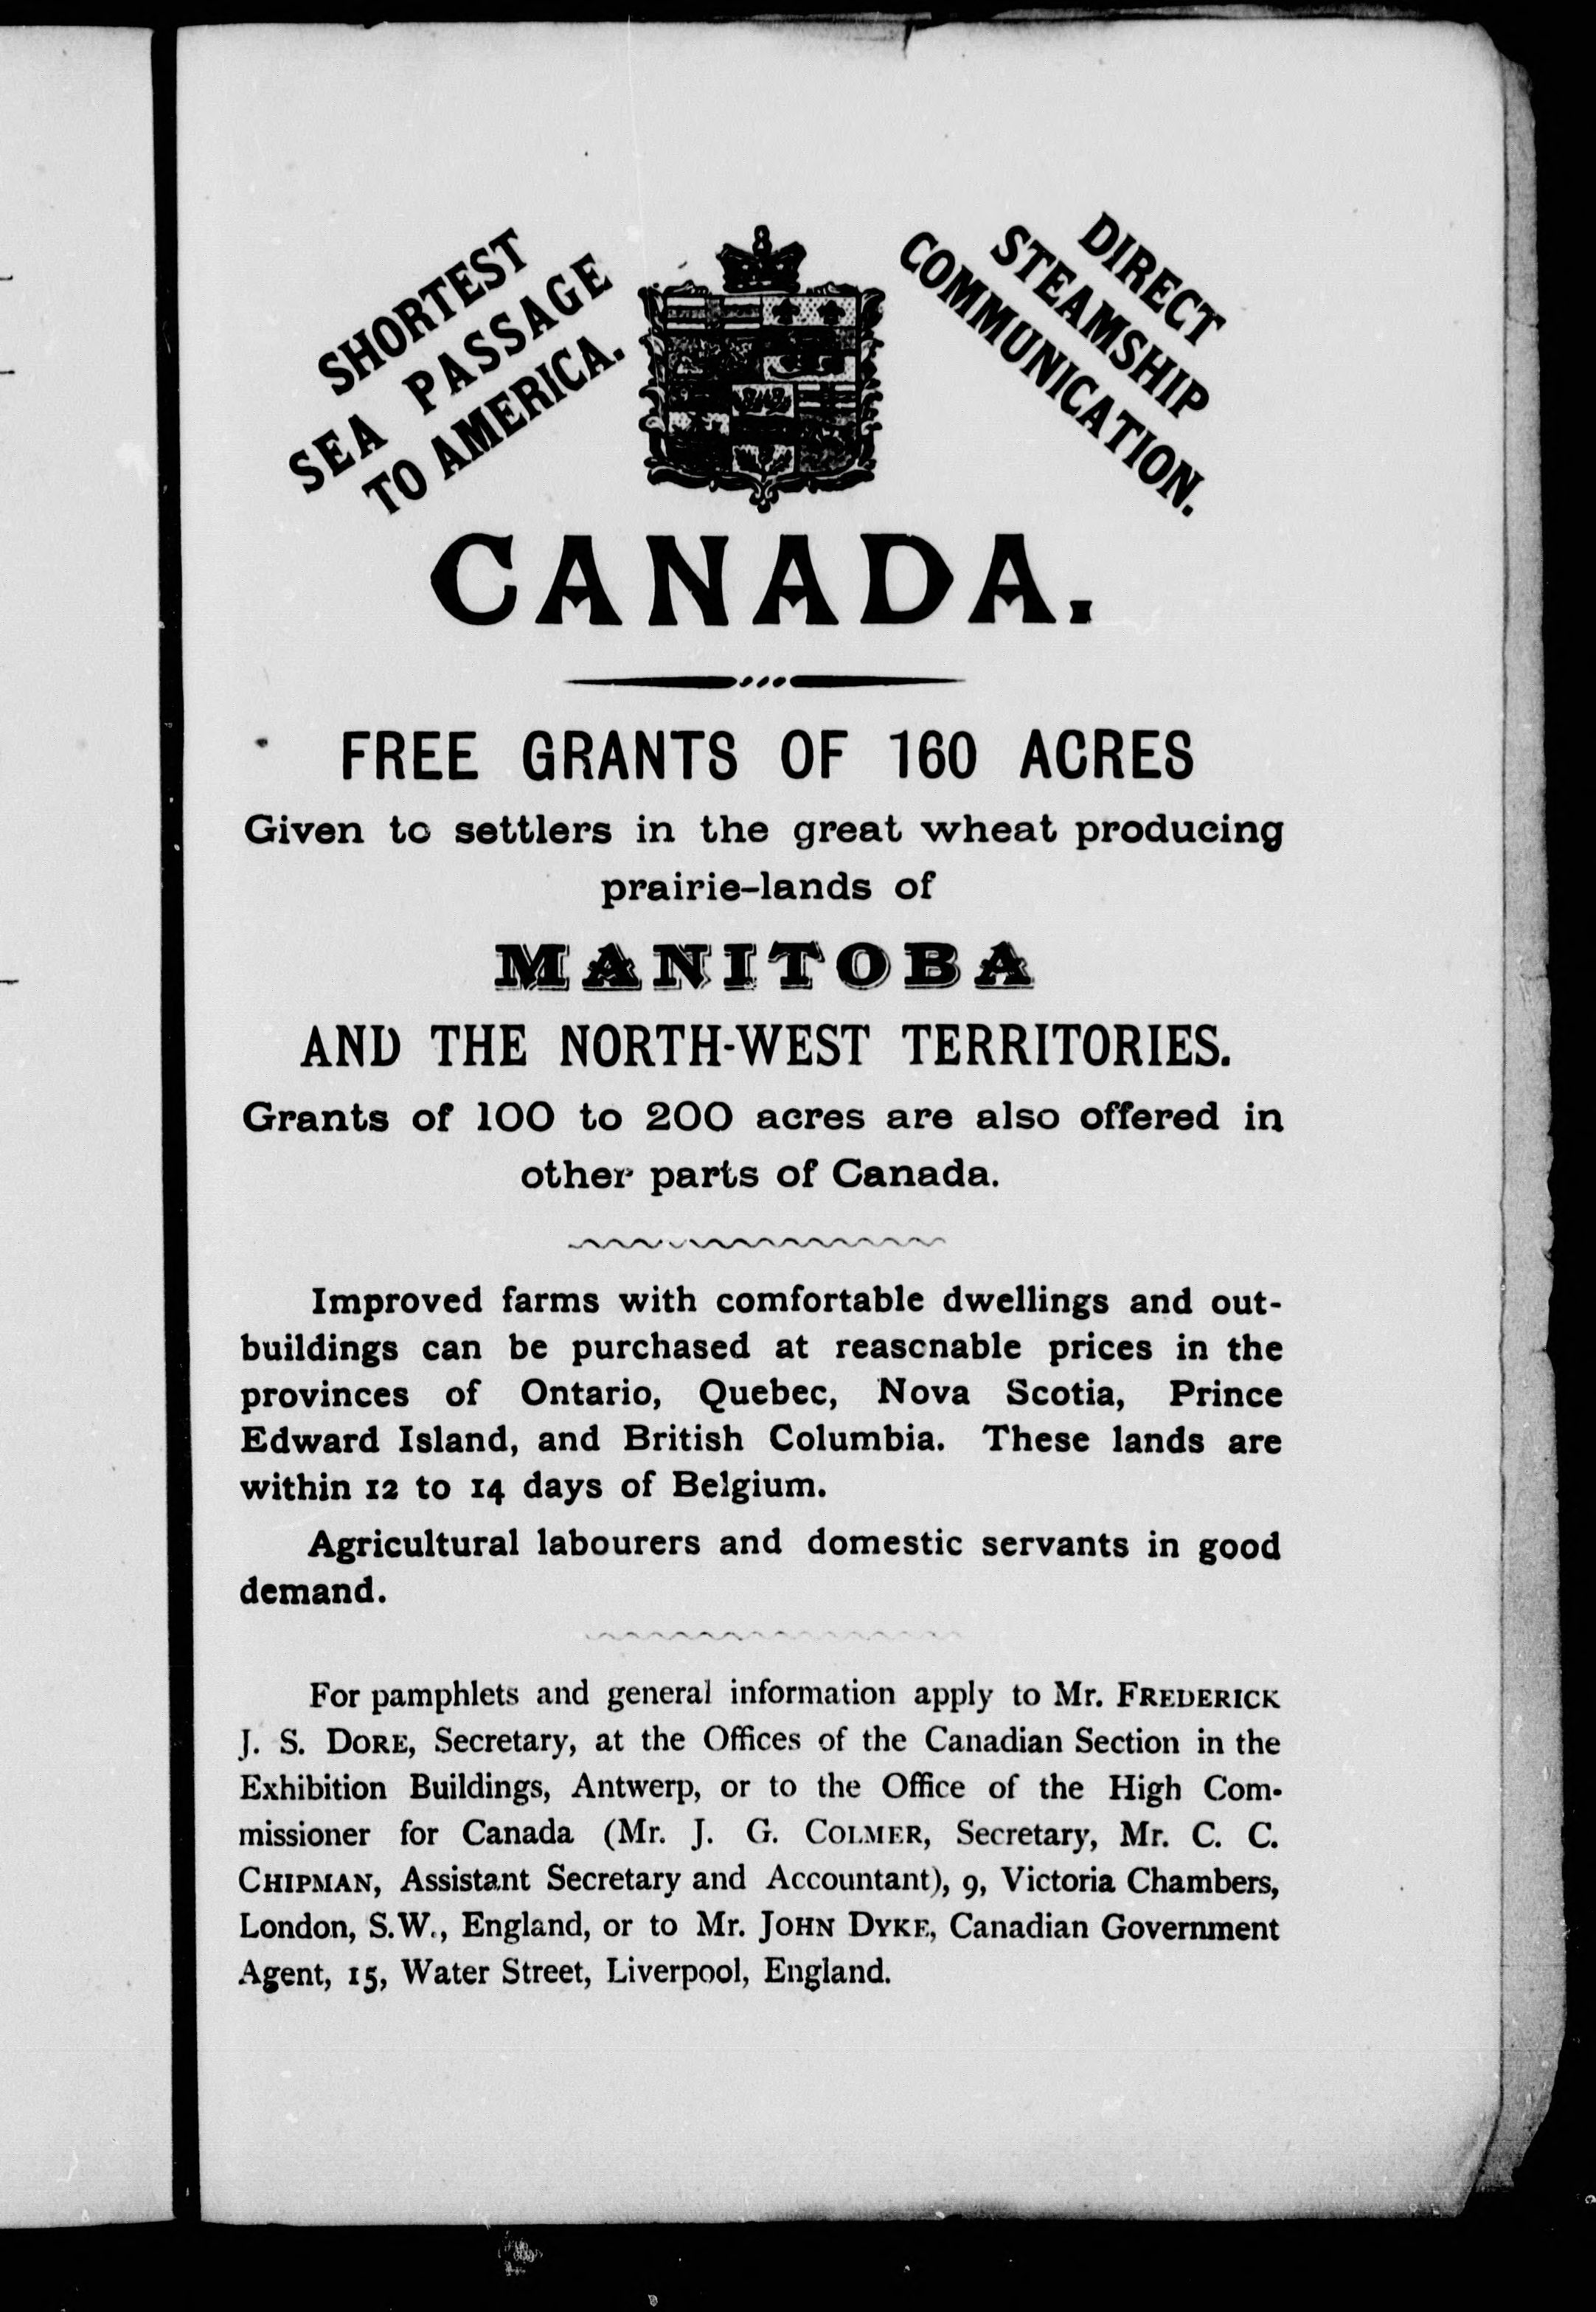 SHORTEST
SEA PASSAGE
TO AMERICA.
DIRECT
STEAMSHIP
COMMUNICATION.
CANADA.
FREE GRANTS OF 160 ACRES
Given to settlers in the great wheat producing
prairie-lands of
MANITOBA
AND THE NORTH-WEST TERRITORIES.
Grants of 100 to 200 acres are also offered in
other parts of Canada.
Improved farms with comfortable dwellings and out-
buildings can be purchased at reasonable prices in the
provinces of Ontario, Quebec, Nova Scotia, Prince
Edward Island, and British Columbia. These lands are
within 12 to 14 days of Belgium.
Agricultural labourers and domestic servants in good
demand.
For pamphlets and general information apply to Mr. FREDERICK
J. S. DORE, Secretary, at the Offices of the Canadian Section in the
Exhibition Buildings, Antwerp, or to the Office of the High Com-
missioner for Canada (Mr. J. G. COLMER, Secretary, Mr. C. C.
CHIPMAN, Assistant Secretary and Accountant), 9, Victoria Chambers,
London, S.W., England, or to Mr. JOHN DYKE, Canadian Government
Agent, 15, Water Street, Liverpool, England.